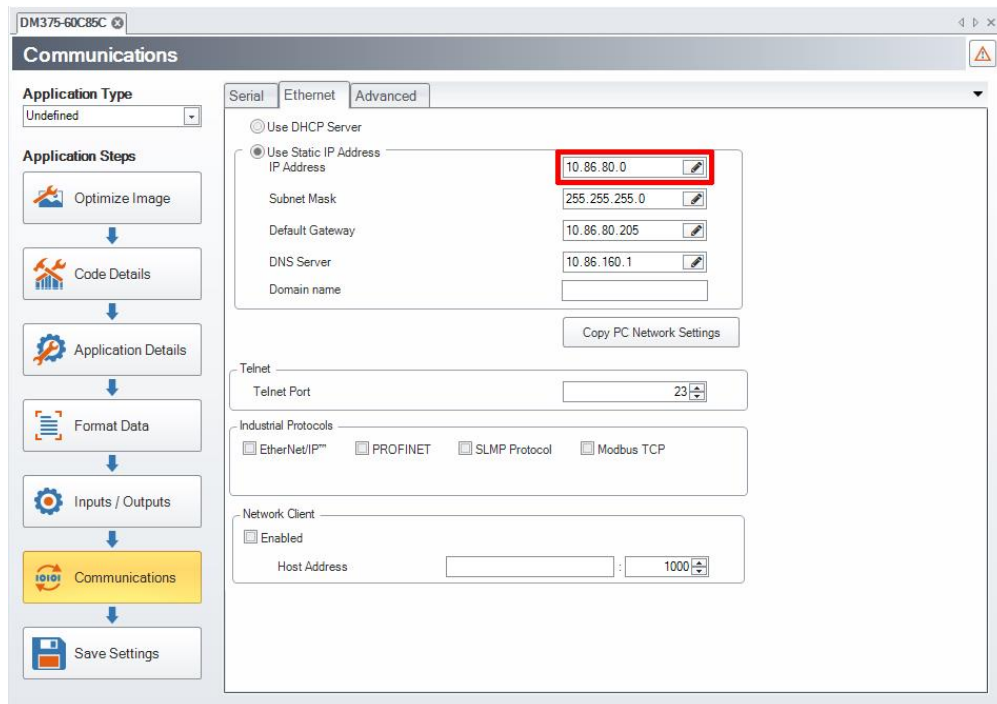 DM375-60C85C
Communications
Application Type
Undefined
Application Steps
Optimize Image
Code Details
Application Details
Format Data
Inputs / Outputs
Communications
Save Settings
Serial Ethernet Advanced
Use DHCP Server
Use Static IP Address
IP Address 10.86.80.0
Subnet Mask 255.255.255.0
Default Gateway 10.86.80.205
DNS Server 10.86.160.1
Domain name
Copy PC Network Settings
Telnet
Telnet Port 23
Industrial Protocols
EtherNet/IP™ PROFINET SLMP Protocol Modbus TCP
Network Client
Enabled
Host Address : 1000